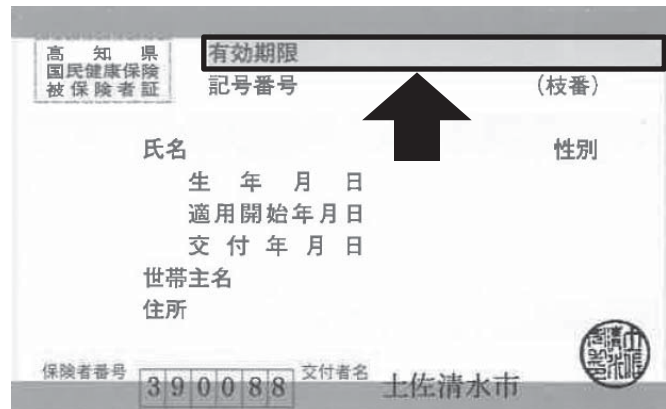 高知県
国民健康保険
被保険者証
有効期限
記号番号 (枝番)
氏名 性別
生年月日
適用開始年月日
交付年月日
世帯主名
住所
保険者番号 390088 交付者名 土佐清水市